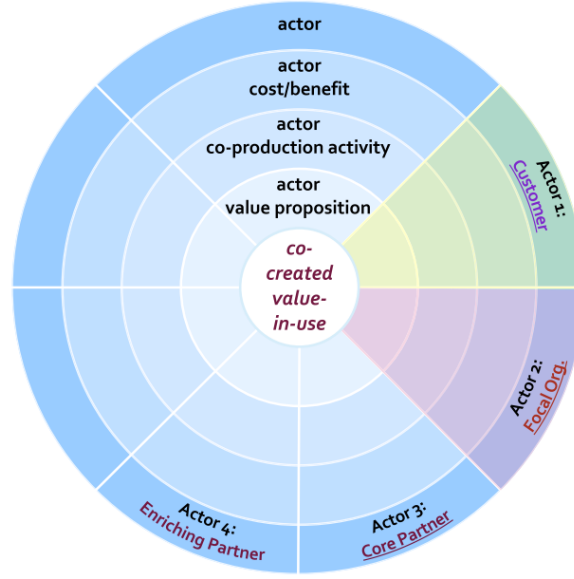 actor
actor
cost/benefit
actor
co-production activity
actor
value proposition
co-
created
value-
in-use
Actor 1:
Customer
Actor 2:
Focal Org.
Actor 3:
Core Partner
Actor 4:
Enriching Partner